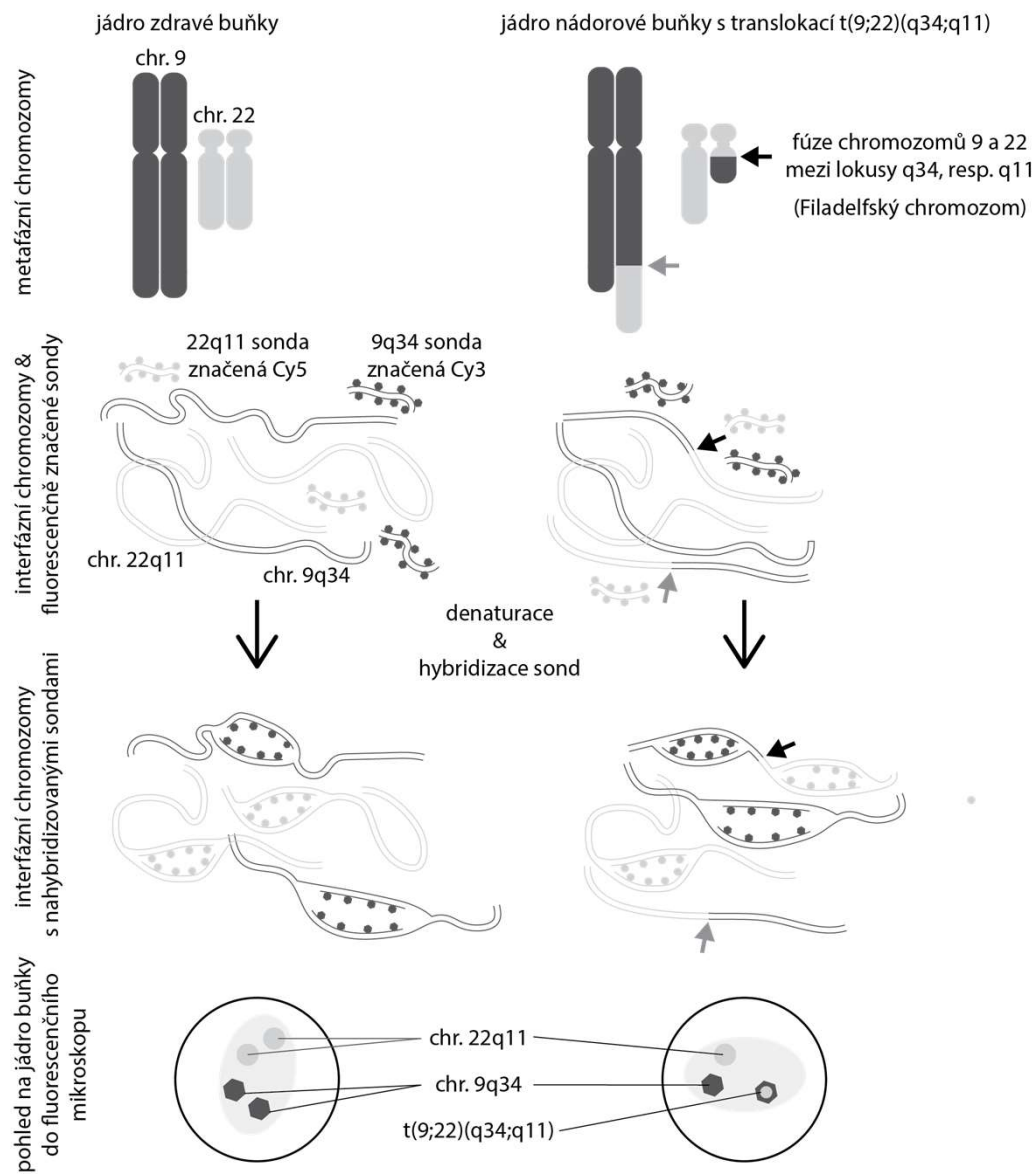 jádro zdravé buňky
jádro nádorové buňky s translokací t(9;22)(q34;q11)
metafázní chromozomy
chr. 9
chr. 22
fúze chromozomů 9 a 22
mezi lokusy q34, resp. q11
(Filadelfský chromozom)
interfázní chromozomy &
fluorescenčně značené sondy
22q11 sonda
značená Cy5
9q34 sonda
značená Cy3
chr. 22q11
chr. 9q34
denaturace
&
hybridizace sond
interfázní chromozomy
s nahybridizovanými sondami
pohled na jádro buňky
do fluorescenčního
mikroskopu
chr. 22q11
chr. 9q34
t(9;22)(q34;q11)